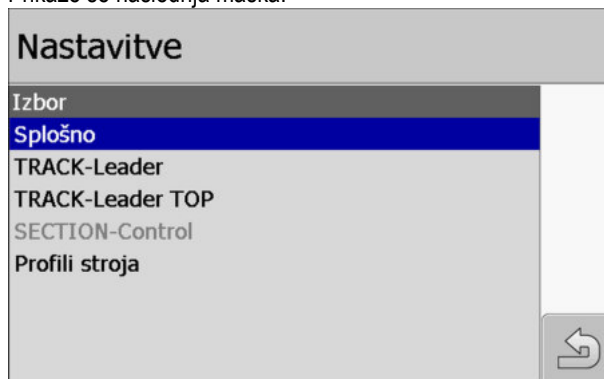 Prikaže se naslednja maska:
Nastavitve
Izbor
Splošno
TRACK-Leader
TRACK-Leader TOP
SECTION-Control
Profili stroja